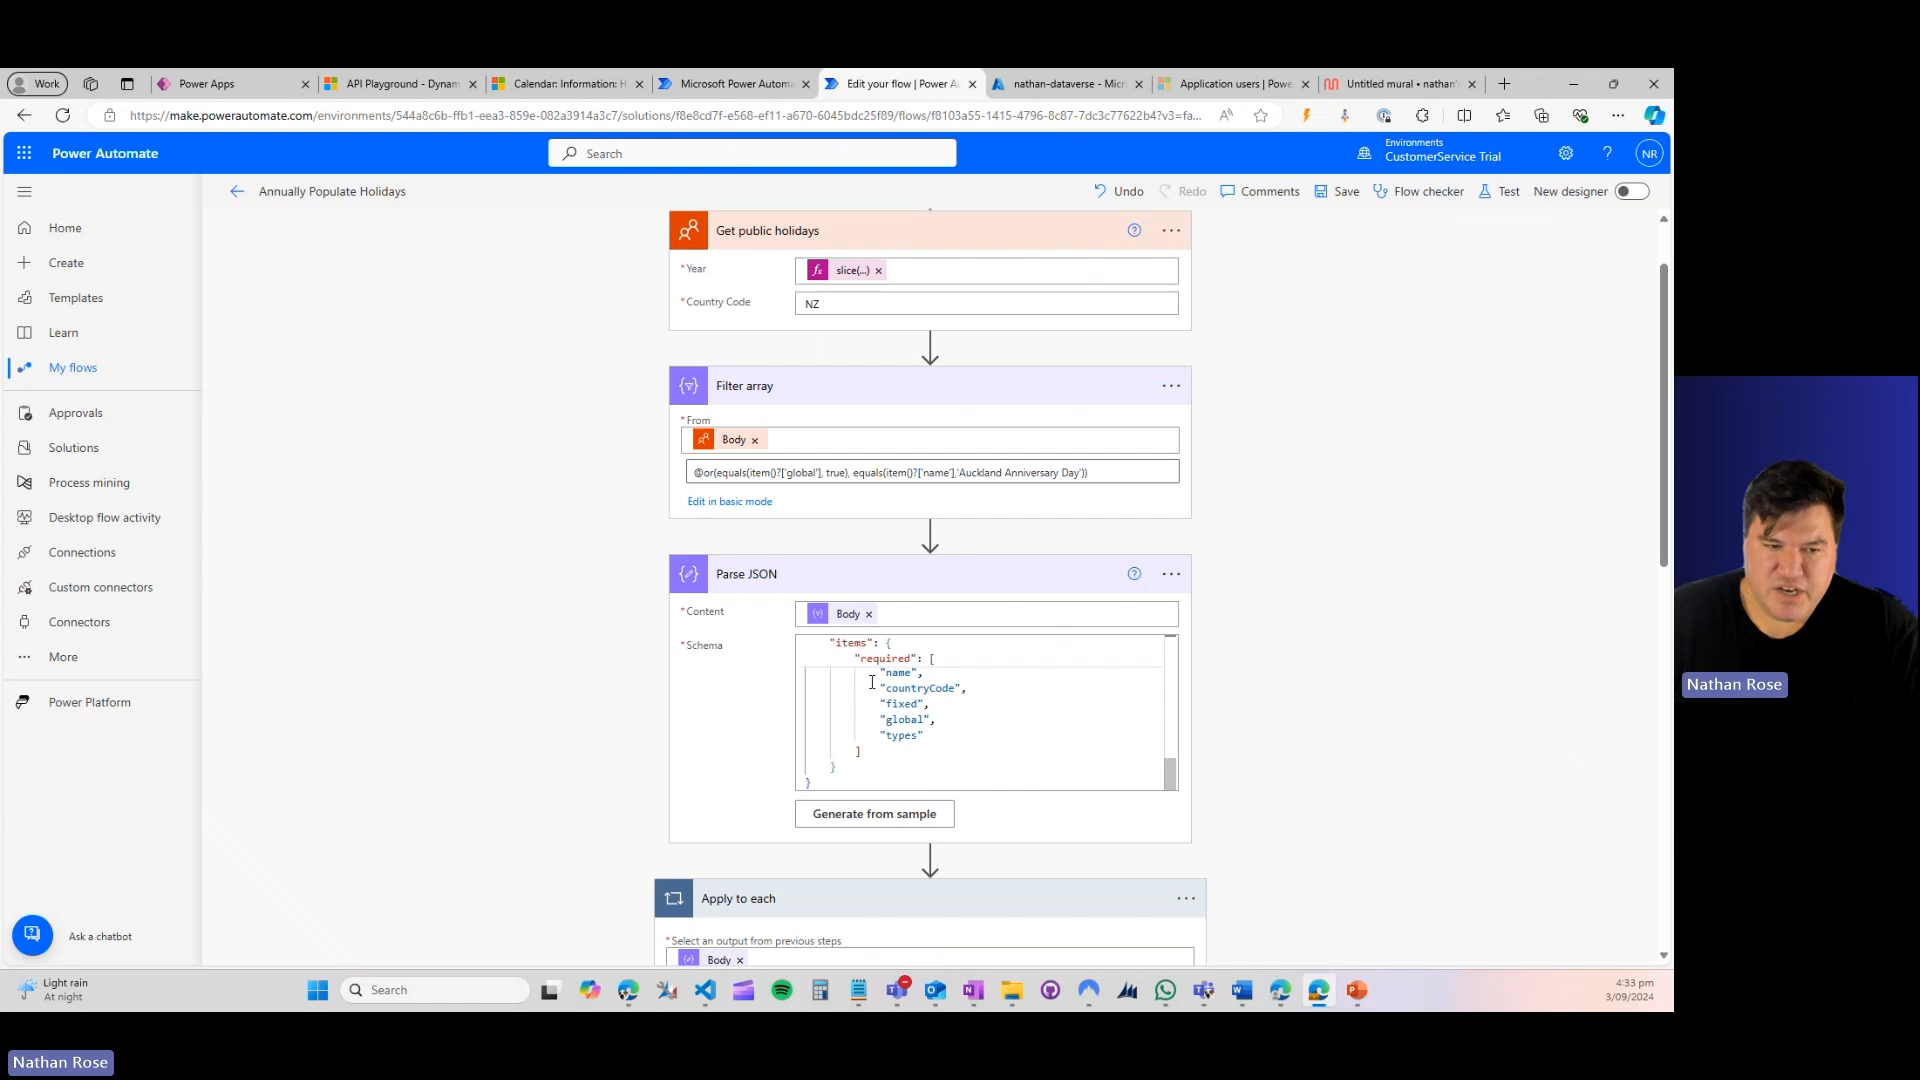 Work
Power Apps
API Playground - Dynam
Calendar: Information: H
Microsoft Power Automa
Edit your flow | Power A
nathan-dataverse - Micr
Application users | Powe
Untitled mural • nathan's
https://make.powerautomate.com/environments/544a8c6b-ffb1-eea3-859e-082a3914a3c7/solutions/f8e8cd7f-e568-ef11-a670-6045bdc25f89/flows/f8103a55-1415-4796-8c87-7dc3c77622b4?v3=fa...
Power Automate
Search
Environments
CustomerService Trial
NR
Annually Populate Holidays
Undo
Redo
Comments
Save
Flow checker
Test
New designer
Home
Create
Templates
Learn
My flows
Approvals
Solutions
Process mining
Desktop flow activity
Connections
Custom connectors
Connectors
More
Power Platform
Ask a chatbot
Get public holidays
* Year
fx slice(...) ×
* Country Code
NZ
Filter array
* From
Body ×
@or(equals(item()?['global'], true), equals(item()?['name'],'Auckland Anniversary Day'))
Edit in basic mode
Parse JSON
* Content
Body ×
* Schema
"items": {
"required": [
"name",
"countryCode",
"fixed",
"global",
"types"
]
}
}
Generate from sample
Apply to each
* Select an output from previous steps
Body ×
Light rain
At night
Search
4:33 pm
3/09/2024
Nathan Rose
Nathan Rose